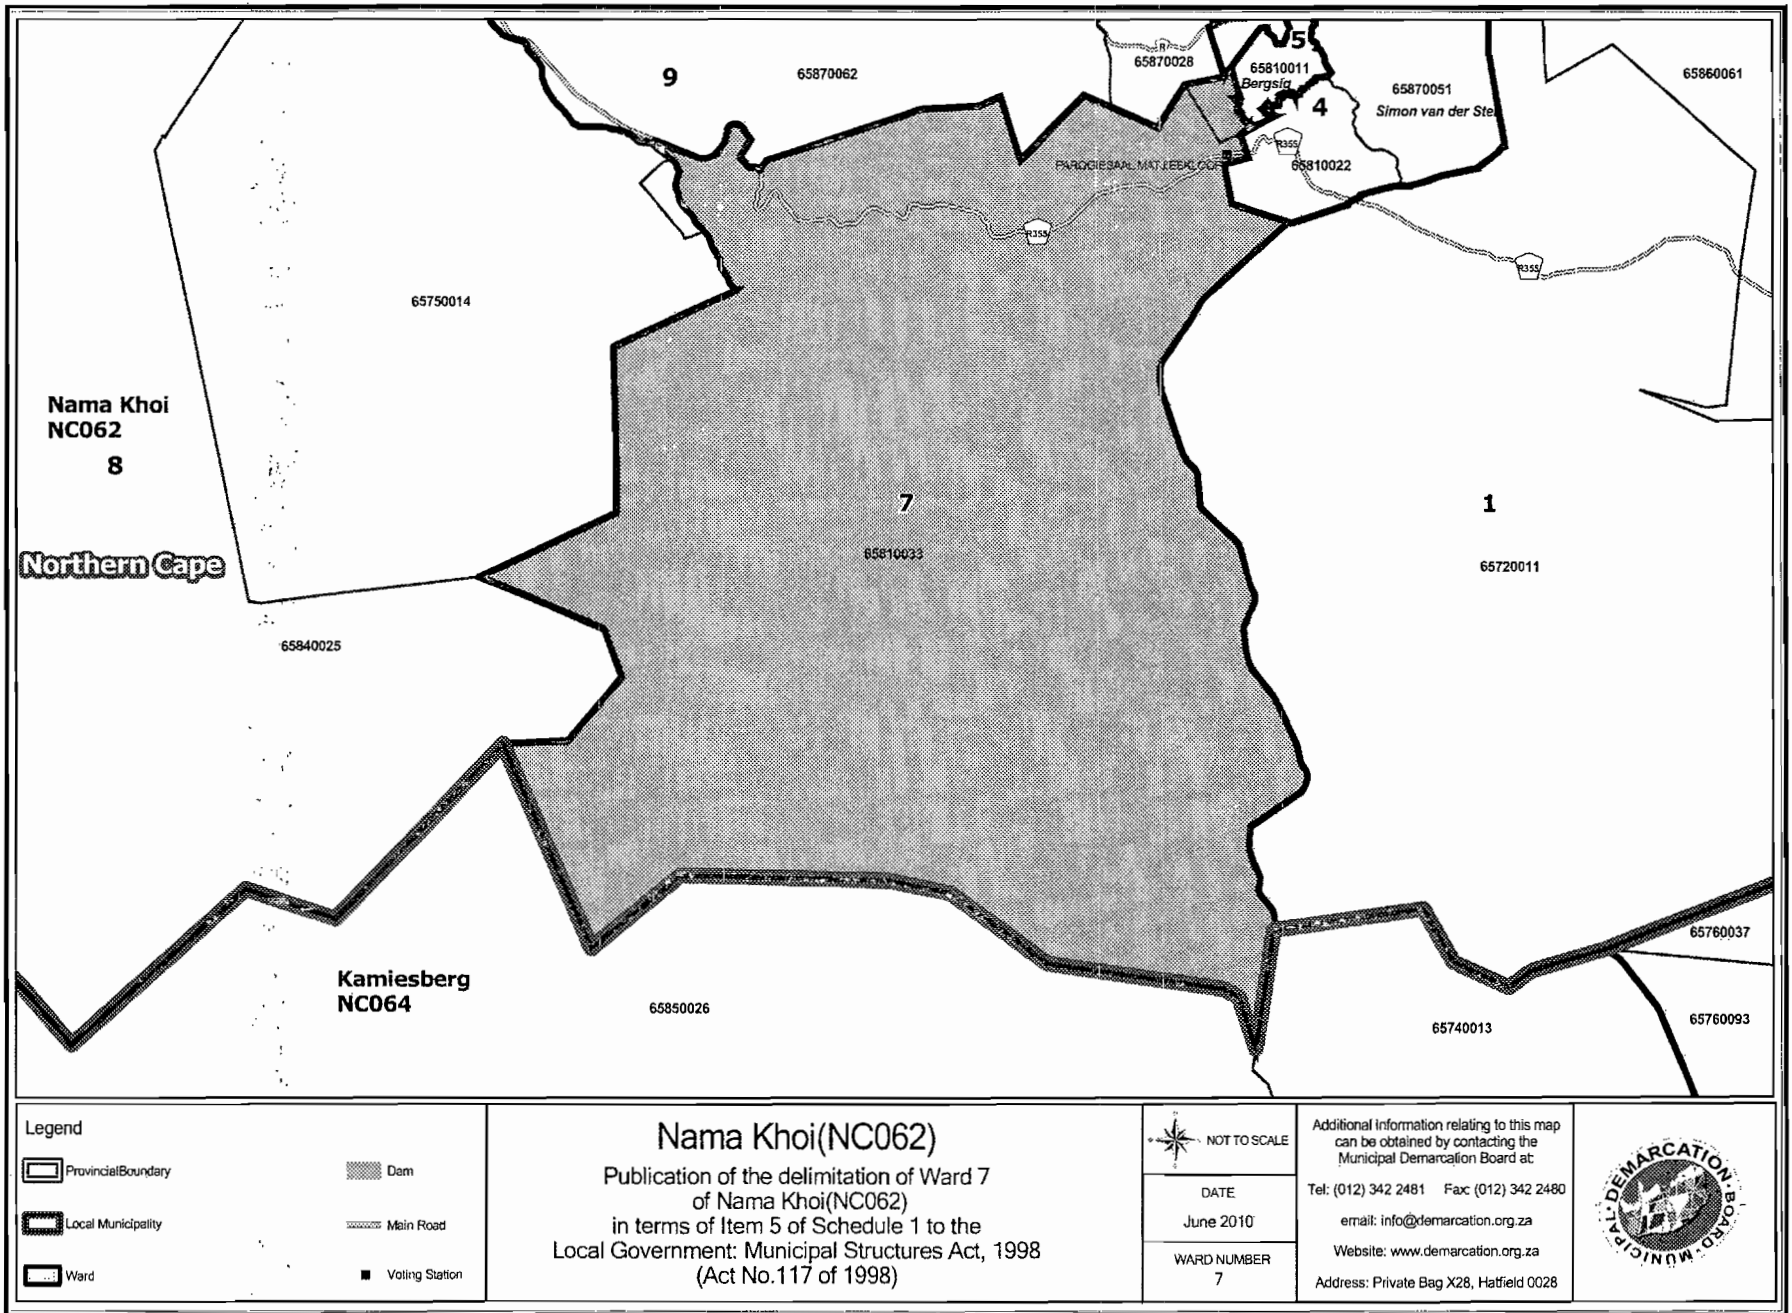 9
65870062
R
65870028
5
65810011
Bergsig
4
65870051
Simon van der Ste
65860061
R355
65810022
R355
R355
65750014
Nama Khoi
NC062
8
7
65810033
1
65720011
Northern Cape
65840025
Kamiesberg
NC064
65850026
65740013
65760037
65760093
Legend
ProvincialBoundary
Local Municipality
Ward
Dam
Main Road
Voting Station
Nama Khoi(NC062)
Publication of the delimitation of Ward 7
of Nama Khoi(NC062)
in terms of Item 5 of Schedule 1 to the
Local Government: Municipal Structures Act, 1998
(Act No.117 of 1998)
NOT TO SCALE
DATE
June 2010
WARD NUMBER
7
Additional information relating to this map
can be obtained by contacting the
Municipal Demarcation Board at:
Tel: (012) 342 2481 Fax: (012) 342 2480
email: info@demarcation.org.za
Website: www.demarcation.org.za
Address: Private Bag X28, Hatfield 0028
MUNICIPAL DEMARCATION BOARD